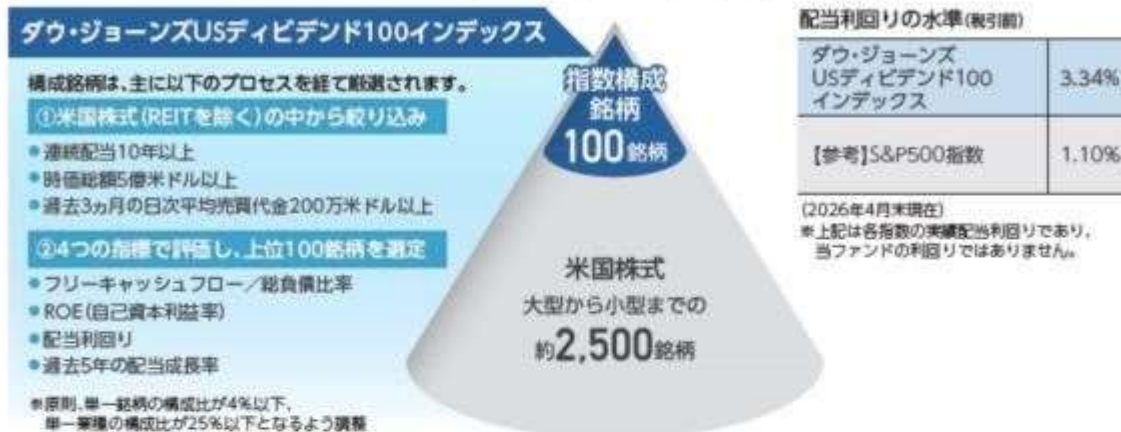 ダウ・ジョーンズUSディビデンド100インデックス
構成銘柄は、主に以下のプロセスを経て厳選されます。
①米国株式(REITを除く)の中から絞り込み
●連続配当10年以上
●時価総額5億米ドル以上
●過去3ヵ月の日次平均売買代金200万米ドル以上
②4つの指標で評価し、上位100銘柄を選定
●フリーキャッシュフロー/総負債比率
●ROE(自己資本利益率)
●配当利回り
●過去5年の配当成長率
※原則、単一銘柄の構成比が4%以下、
単一業種の構成比が25%以下となるよう調整
指数構成
銘柄
100銘柄
米国株式
大型から小型までの
約2,500銘柄
配当利回りの水準(税引前)
ダウ・ジョーンズ
USディビデンド100
インデックス
3.34%
【参考】S&P500指数
1.10%
(2026年4月末現在)
※上記は各指数の実績配当利回りであり、
当ファンドの利回りではありません。